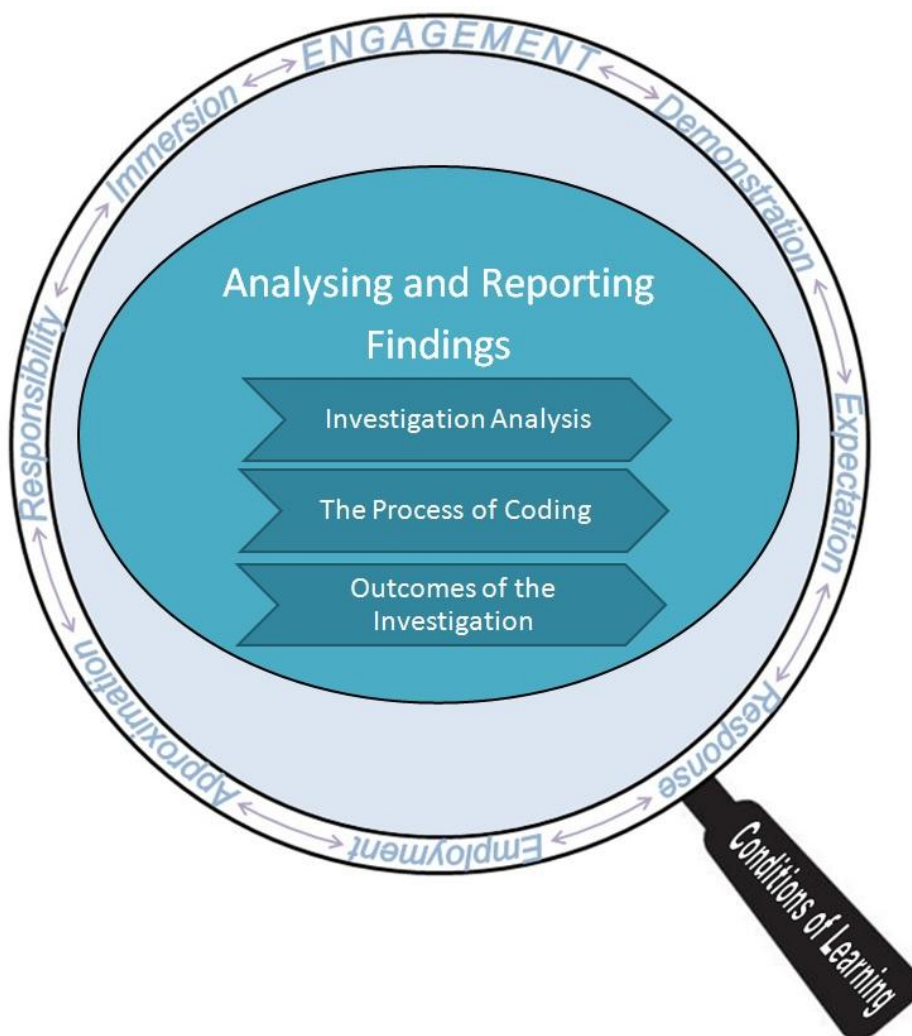 ENGAGEMENT
Demonstration
Expectation
Response
Employment
Approximation
Responsibility
Immersion
Analysing and Reporting
Findings
Investigation Analysis
The Process of Coding
Outcomes of the
Investigation
Conditions of Learning